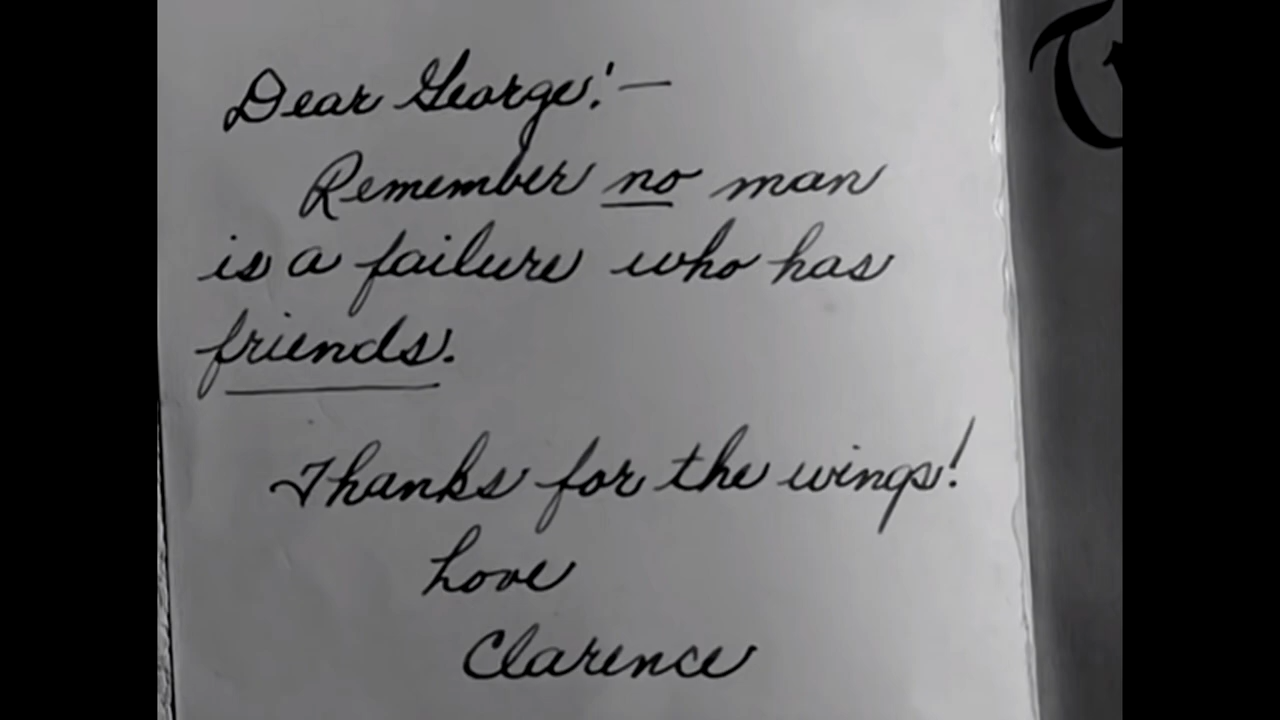 Dear George:—
Remember no man
is a failure who has
friends.
Thanks for the wings!
Love
Clarence